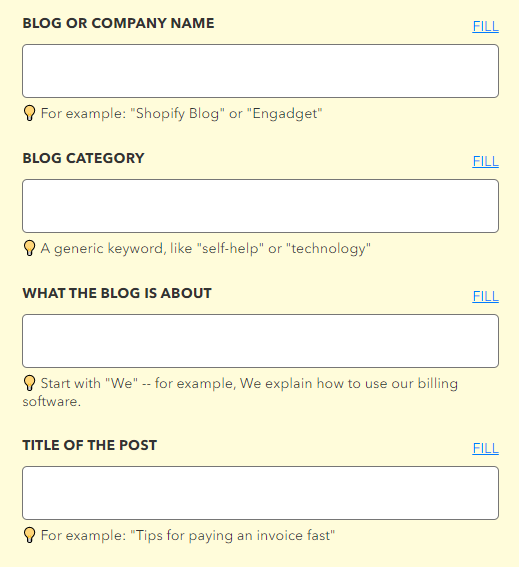 BLOG OR COMPANY NAME
FILL
For example: "Shopify Blog" or "Engadget"
BLOG CATEGORY
FILL
A generic keyword, like "self-help" or "technology"
WHAT THE BLOG IS ABOUT
FILL
Start with "We" -- for example, We explain how to use our billing
software.
TITLE OF THE POST
FILL
For example: "Tips for paying an invoice fast"